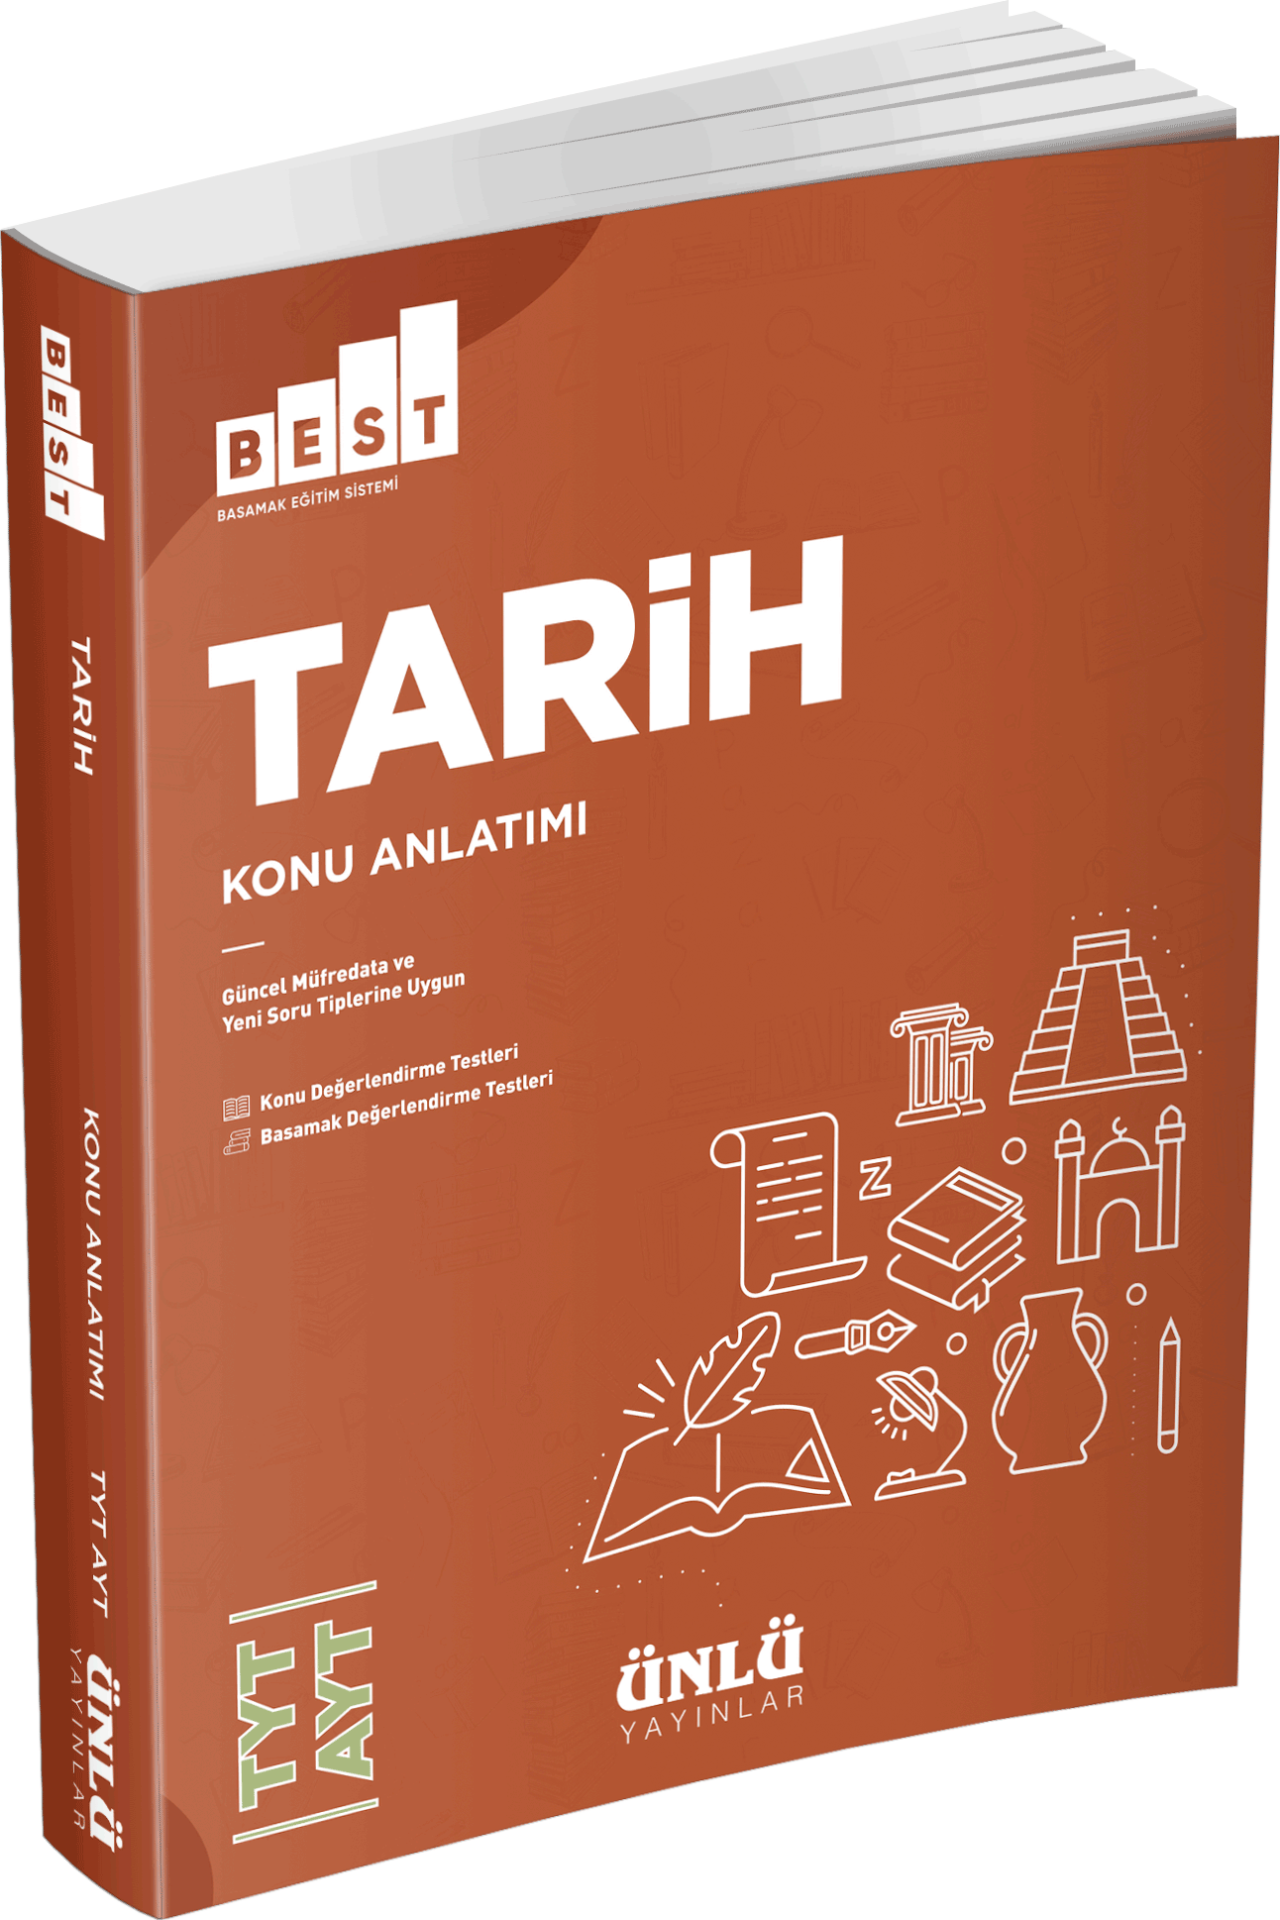 BEST
BASAMAK EĞİTİM SİSTEMİ
TARİH
KONU ANLATIMI
Güncel Müfredata ve
Yeni Soru Tiplerine Uygun
Konu Değerlendirme Testleri
Basamak Değerlendirme Testleri
Z
TYT
AYT
ÜNLÜ
YAYINLAR
BEST
TARİH
KONU ANLATIMI
TYT AYT
ÜNLÜ
YAYINLAR